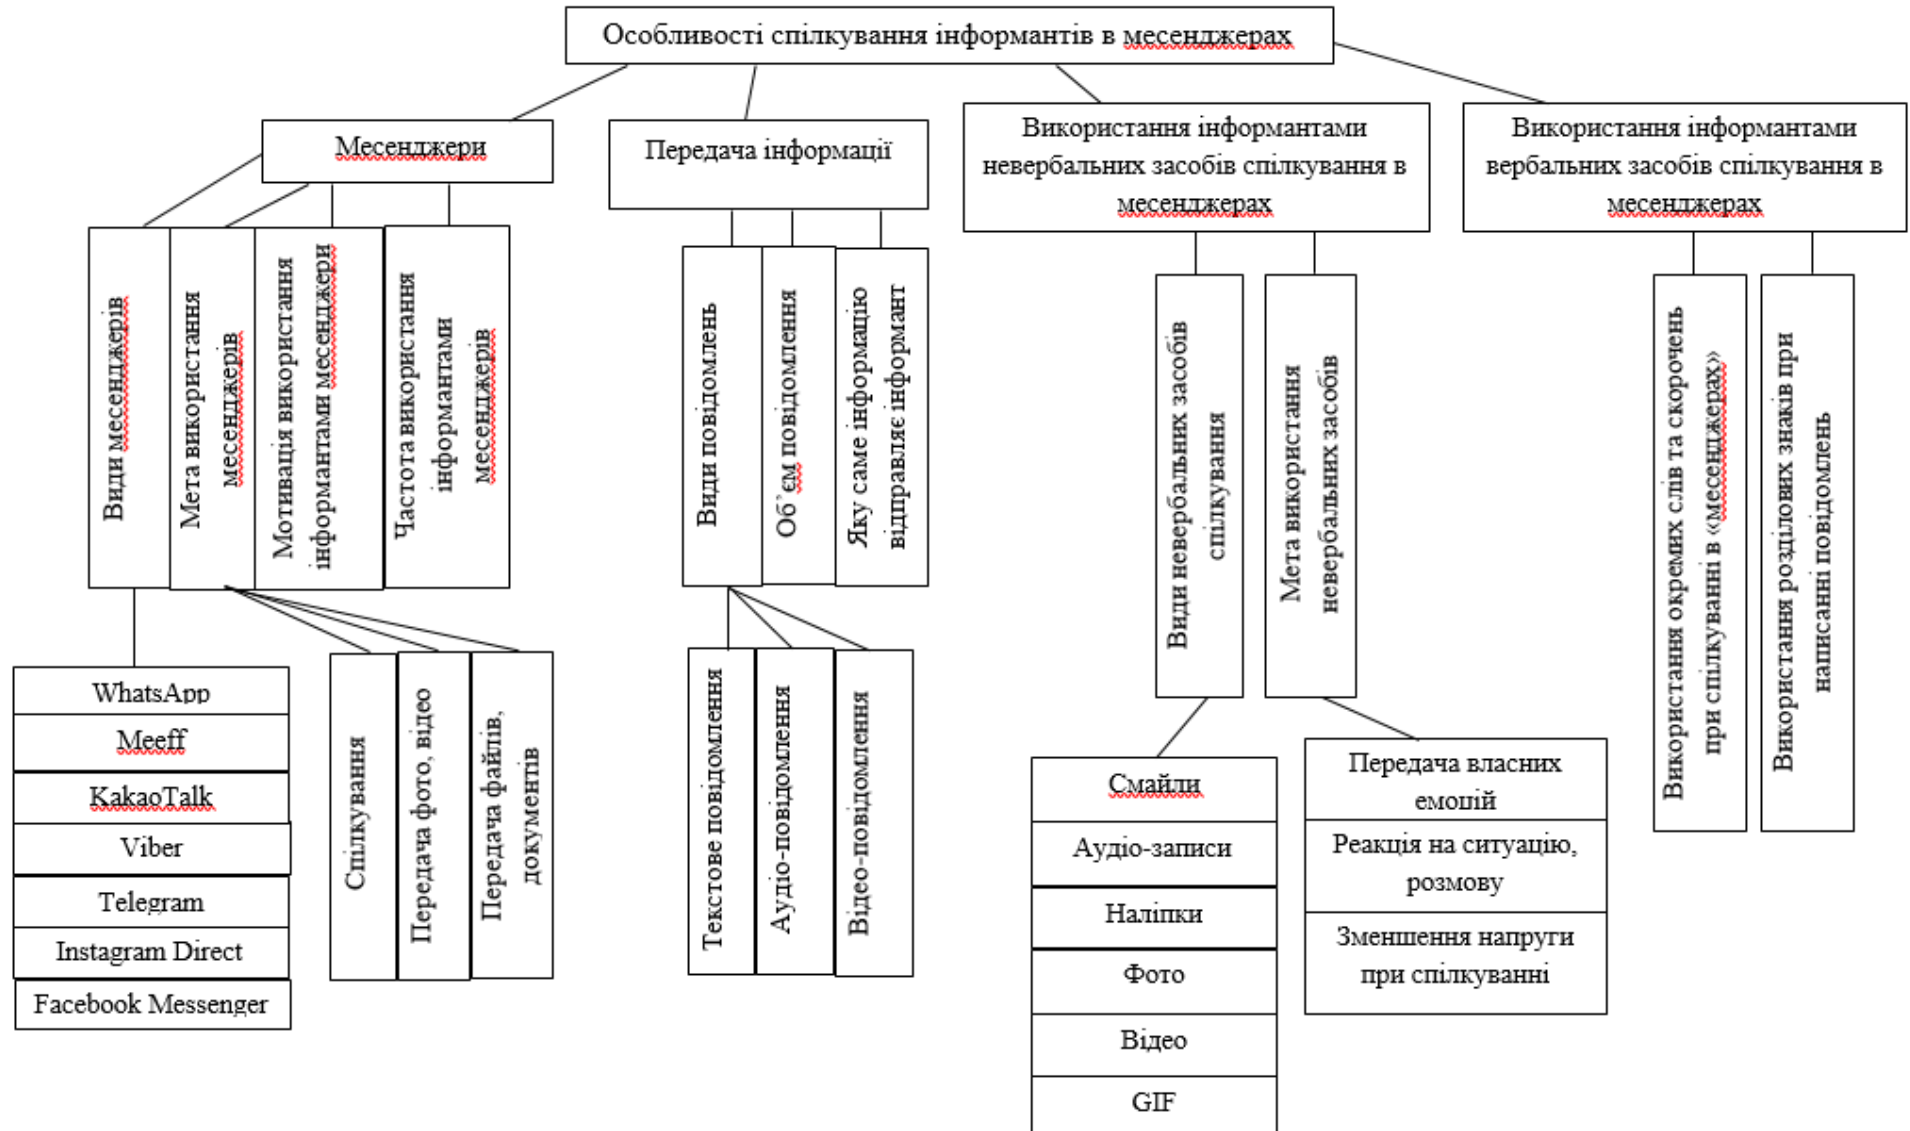 Особливості спілкування інформантів в месенджерах
Месенджери
Передача інформації
Використання інформантами
невербальних засобів спілкування в
месенджерах
Використання інформантами
вербальних засобів спілкування в
месенджерах
Види месенджерів
Мета використання
месенджерів
Мотивація використання
інформантами месенджери
Частота використання
інформантами
месенджерів
Види повідомлень
Об`єм повідомлення
Яку саме інформацію
відправляє інформант
Види невербальних засобів
спілкування
Мета використання
невербальних засобів
Використання окремих слів та скорочень
при спілкуванні в «месенджерах»
Використання розділових знаків при
написанні повідомлень
WhatsApp
Meeff
KakaoTalk
Viber
Telegram
Instagram Direct
Facebook Messenger
Спілкування
Передача фото, відео
Передача файлів,
документів
Текстове повідомлення
Аудіо-повідомлення
Відео-повідомлення
Смайли
Аудіо-записи
Наліпки
Фото
Відео
GIF
Передача власних
емоцій
Реакція на ситуацію,
розмову
Зменшення напруги
при спілкуванні